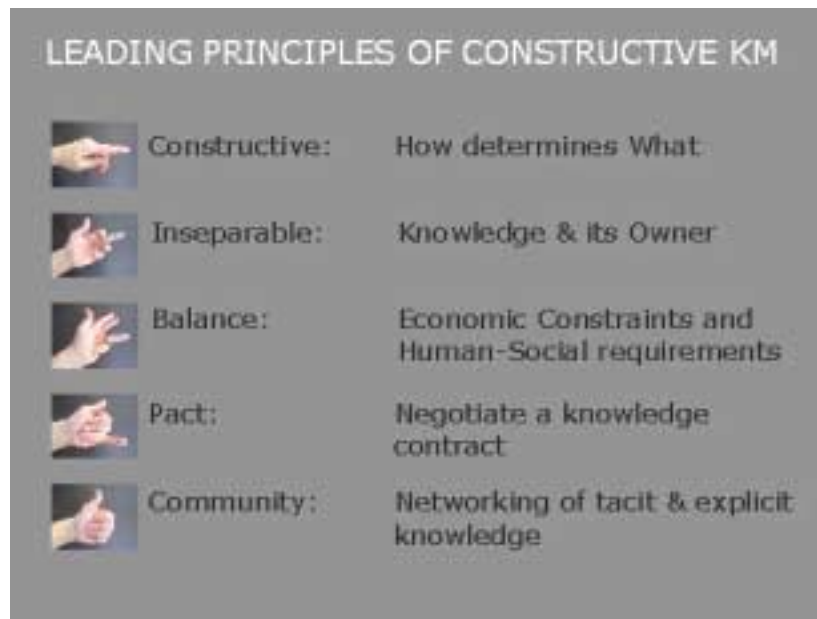 LEADING PRINCIPLES OF CONSTRUCTIVE KM
Constructive: How determines What
Inseparable: Knowledge & its Owner
Balance: Economic Constraints and
Human-Social requirements
Pact: Negotiate a knowledge
contract
Community: Networking of tacit & explicit
knowledge